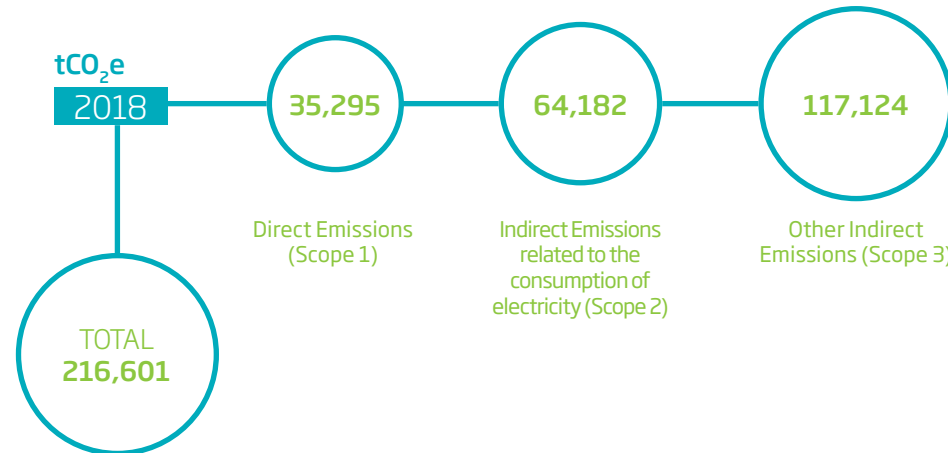 tCO₂e
2018
35,295
64,182
117,124
Direct Emissions
(Scope 1)
Indirect Emissions
related to the
consumption of
electricity (Scope 2)
Other Indirect
Emissions (Scope 3)
TOTAL
216,601